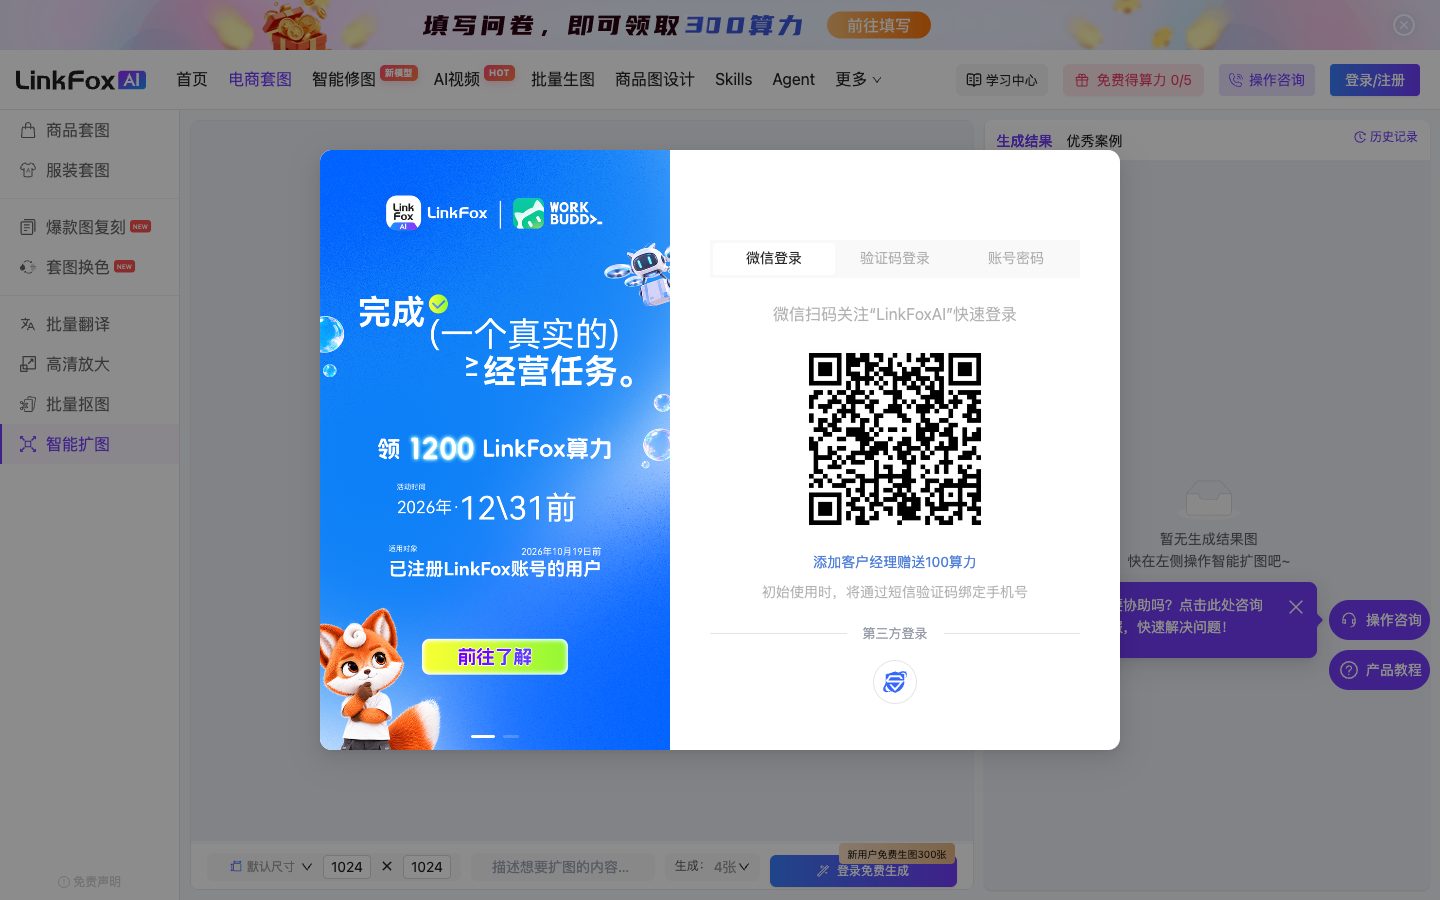 填写问卷，即可领取300算力
前往填写
LinkFox AI
首页
电商套图
智能修图
新模型
AI视频
HOT
批量生图
商品图设计
Skills
Agent
更多
学习中心
免费得算力 0/5
操作咨询
登录/注册
商品套图
服装套图
爆款图复刻
NEW
套图换色
NEW
批量翻译
高清放大
批量抠图
智能扩图
免责声明
生成结果
优秀案例
历史记录
Link
Fox
AI
LinkFox
WORK
BUDD>_
完成
(一个真实的)
经营任务。
领 1200 LinkFox算力
活动时间
2026年·12\31前
适用对象
2026年10月19日前
已注册LinkFox账号的用户
前往了解
微信登录
验证码登录
账号密码
微信扫码关注“LinkFoxAI”快速登录
添加客户经理赠送100算力
初始使用时，将通过短信验证码绑定手机号
第三方登录
暂无生成结果图
快在左侧操作智能扩图吧~
协助吗？点击此处咨询
，快速解决问题！
操作咨询
产品教程
默认尺寸
1024
×
1024
描述想要扩图的内容...
生成：
4张
新用户免费生图300张
登录免费生成